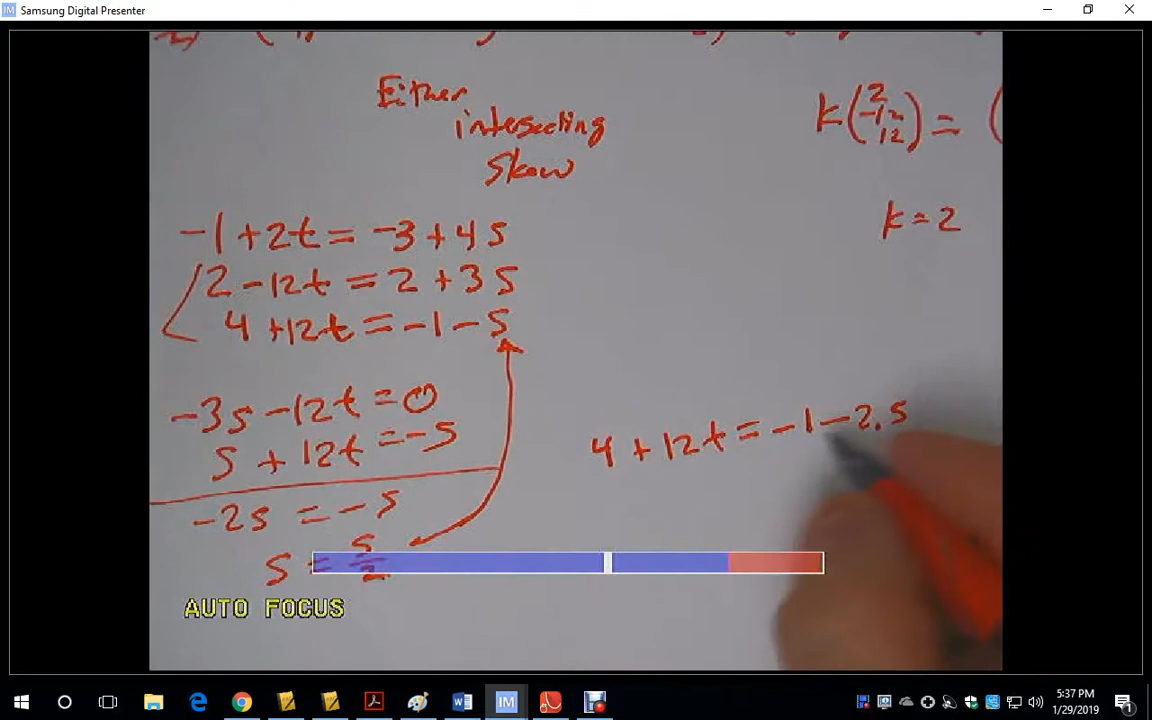 Samsung Digital Presenter
Either
intersecting
skew
k(2 -12 12) = (
k = 2
-1 + 2t = -3 + 4s
2 - 12t = 2 + 3s
4 + 12t = -1 - s
-3s - 12t = 0
s + 12t = -5
-2s = -5
s = 5/2
4 + 12t = -1 - 2.5
AUTO FOCUS
5:37 PM
1/29/2019